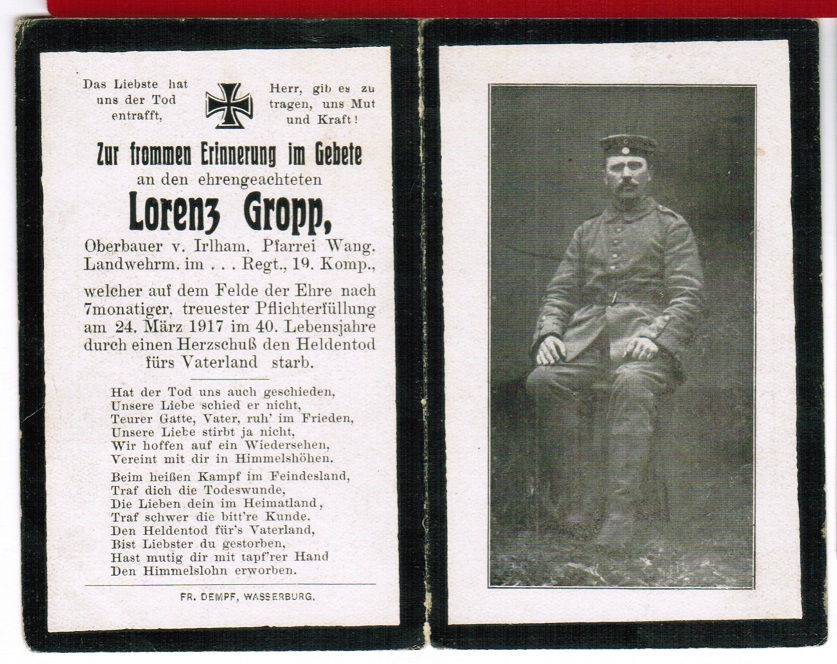 Das Liebste hat
uns der Tod
entrafft,
Herr, gib es zu
tragen, uns Mut
und Kraft!
Zur frommen Erinnerung im Gebete
an den ehrengeachteten
Lorenz Gropp,
Oberbauer v. Irlham, Pfarrei Wang,
Landwehrm. im . . . Regt., 19. Komp.,
welcher auf dem Felde der Ehre nach
7monatiger, treuester Pflichterfüllung
am 24. März 1917 im 40. Lebensjahre
durch einen Herzschuß den Heldentod
fürs Vaterland starb.
Hat der Tod uns auch geschieden,
Unsere Liebe schied er nicht,
Teurer Gatte, Vater, ruh' im Frieden,
Unsere Liebe stirbt ja nicht,
Wir hoffen auf ein Wiedersehen,
Vereint mit dir in Himmelshöhen.
Beim heißen Kampf im Feindesland,
Traf dich die Todeswunde,
Die Lieben dein im Heimatland,
Traf schwer die bitt're Kunde.
Den Heldentod für's Vaterland,
Bist Liebster du gestorben,
Hast mutig dir mit tapf'rer Hand
Den Himmelslohn erworben.
FR. DEMPF, WASSERBURG.